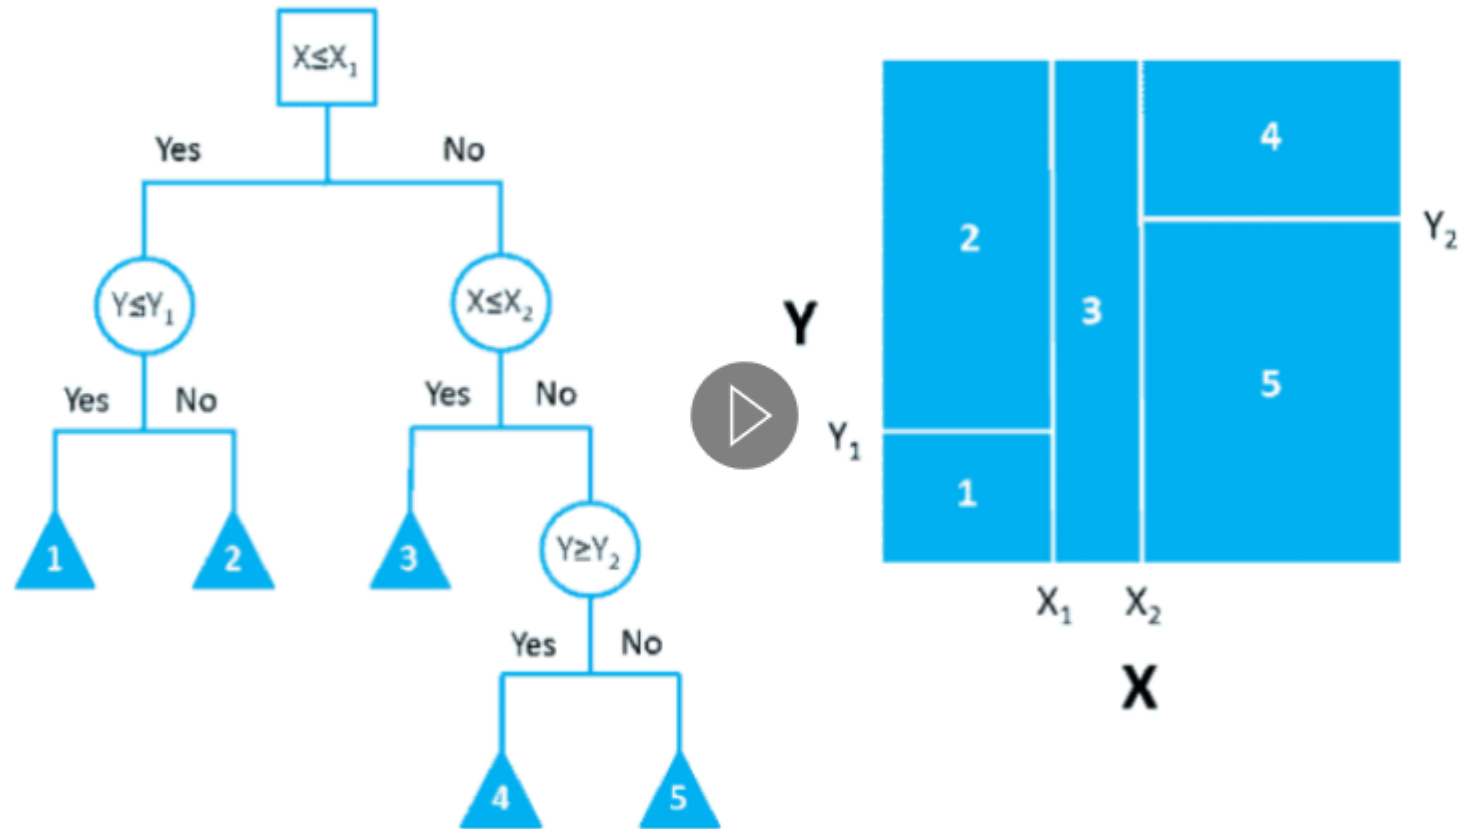 X≤X₁
Yes No
Y≤Y₁ X≤X₂
Yes No Yes No
1 2 3 Y≥Y₂
Yes No
4 5
4
Y₂
2
3
Y
5
Y₁
1
X₁ X₂
X